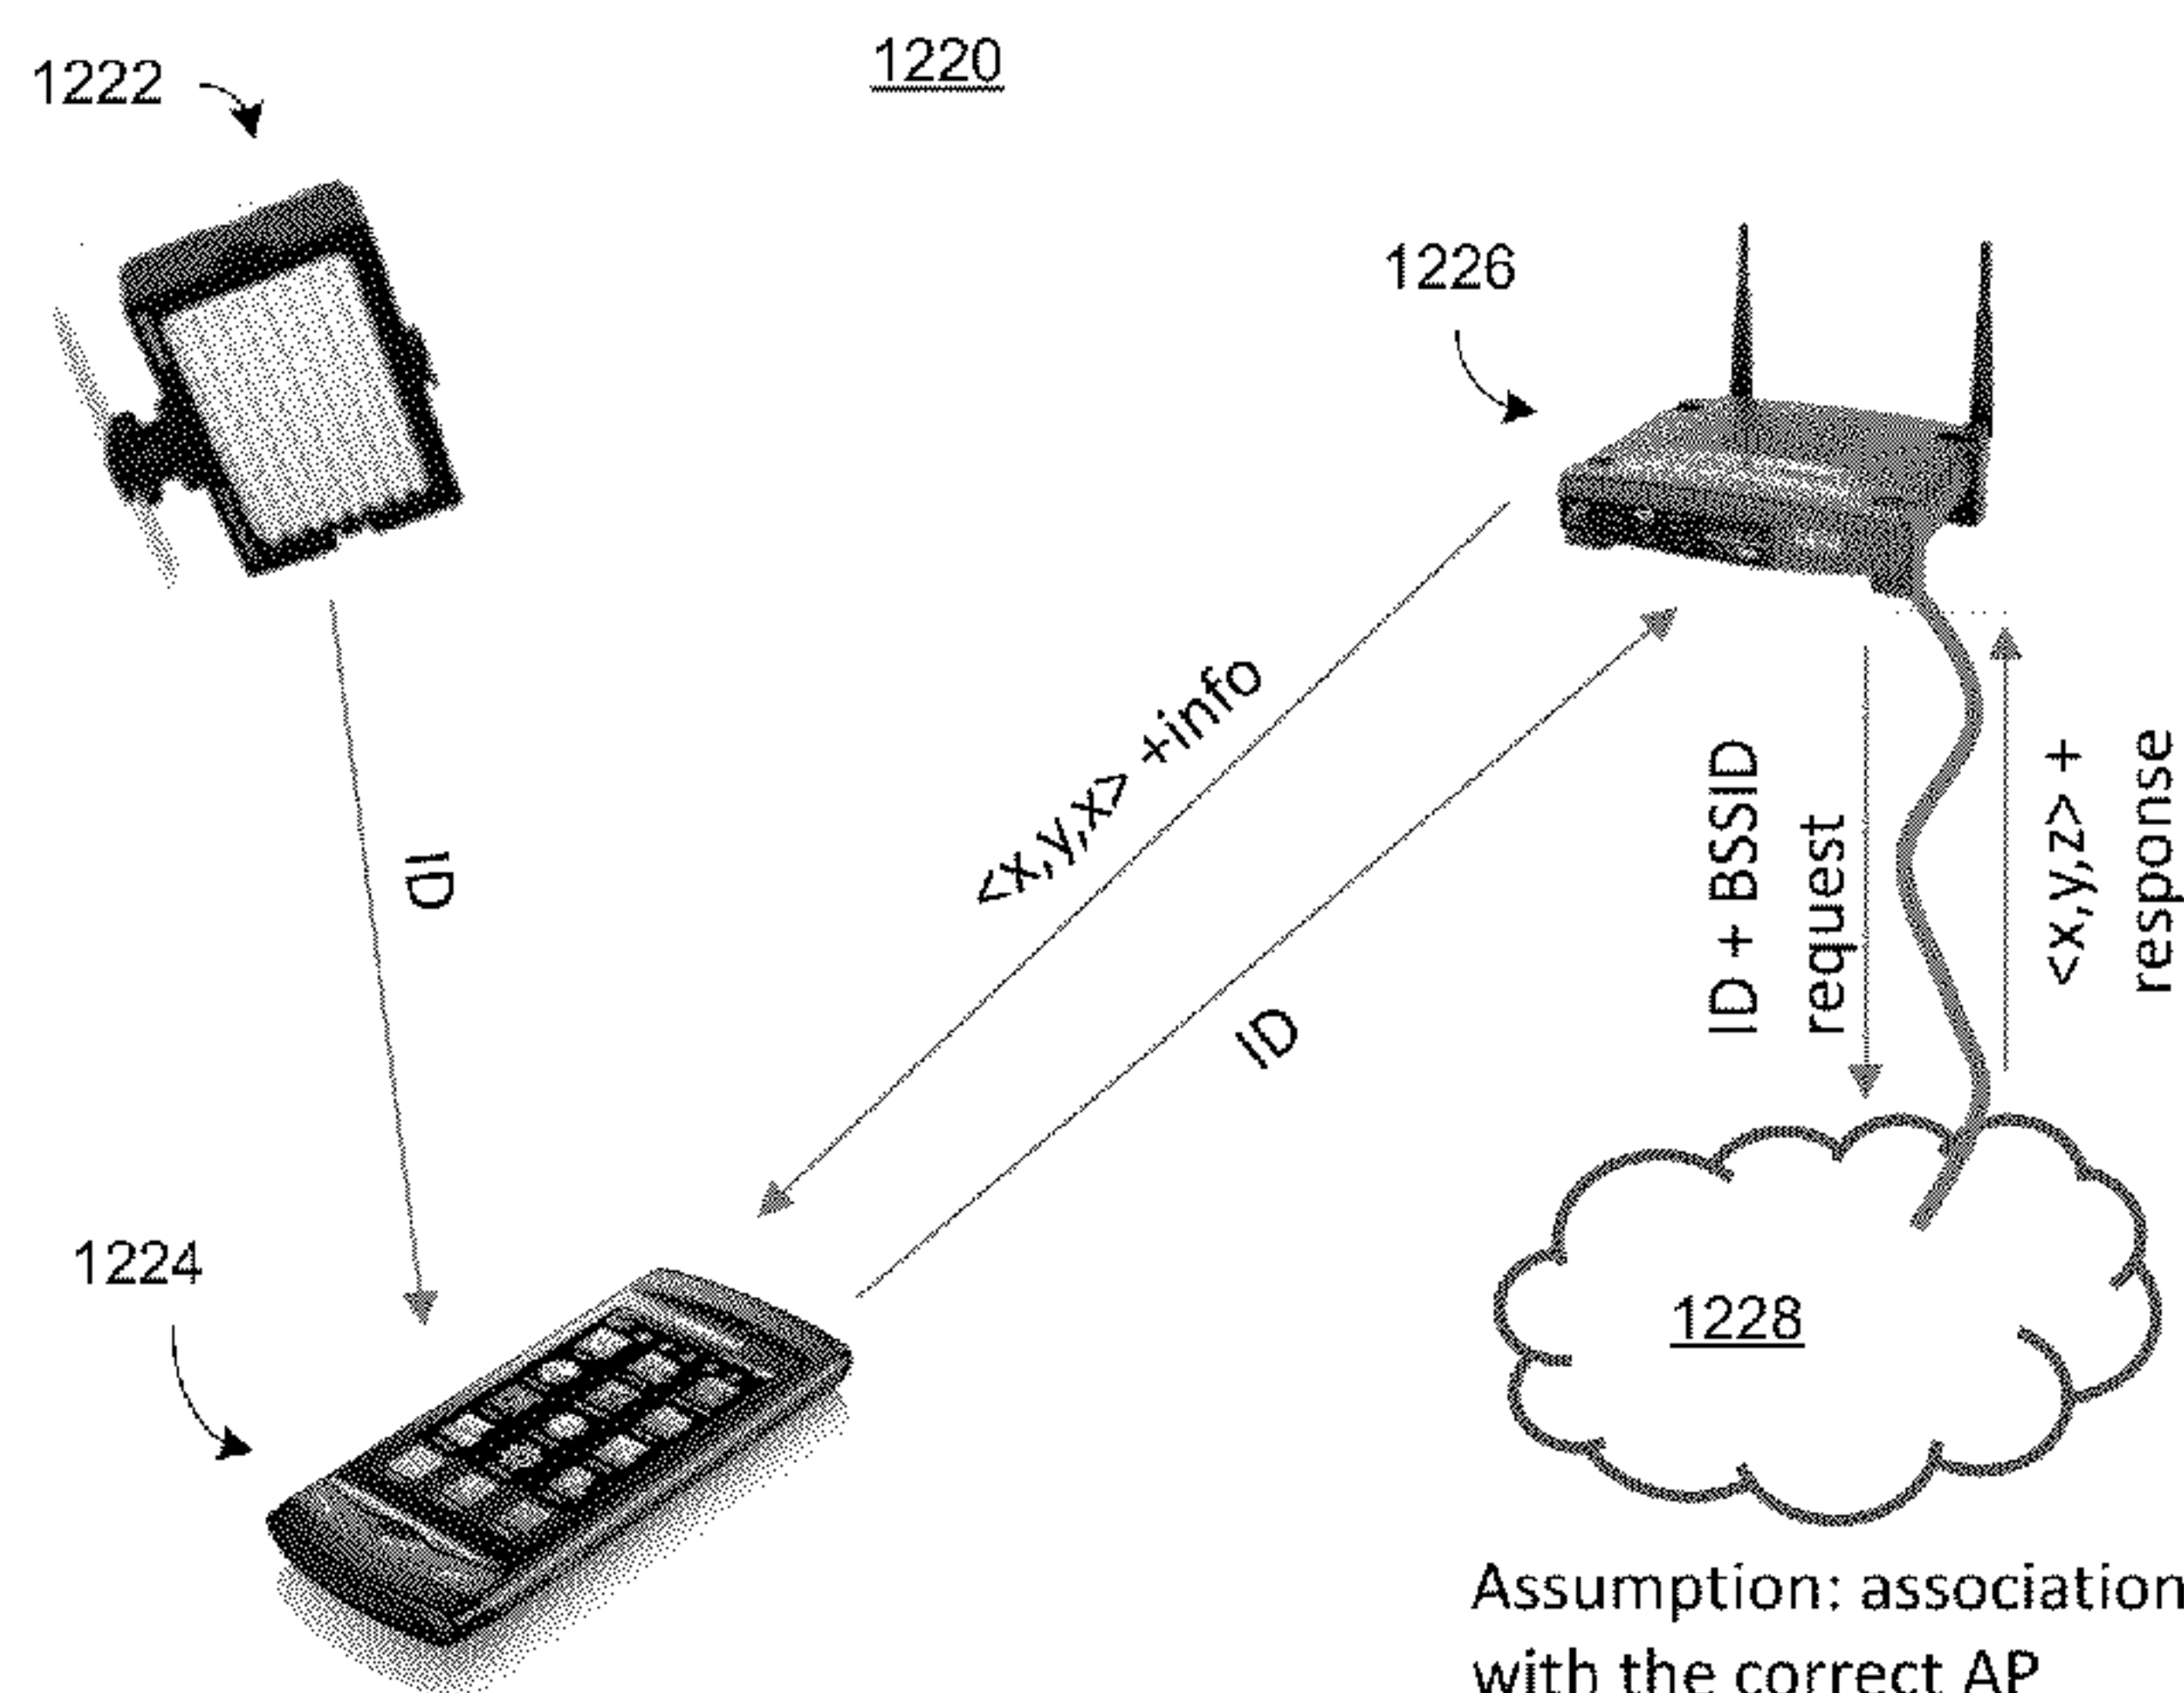 1220
1222
1226
<x,y,x> +info
ID
ID
ID + BSSID
request
<x,y,z> +
response
1224
1228
Assumption: association
with the correct AP